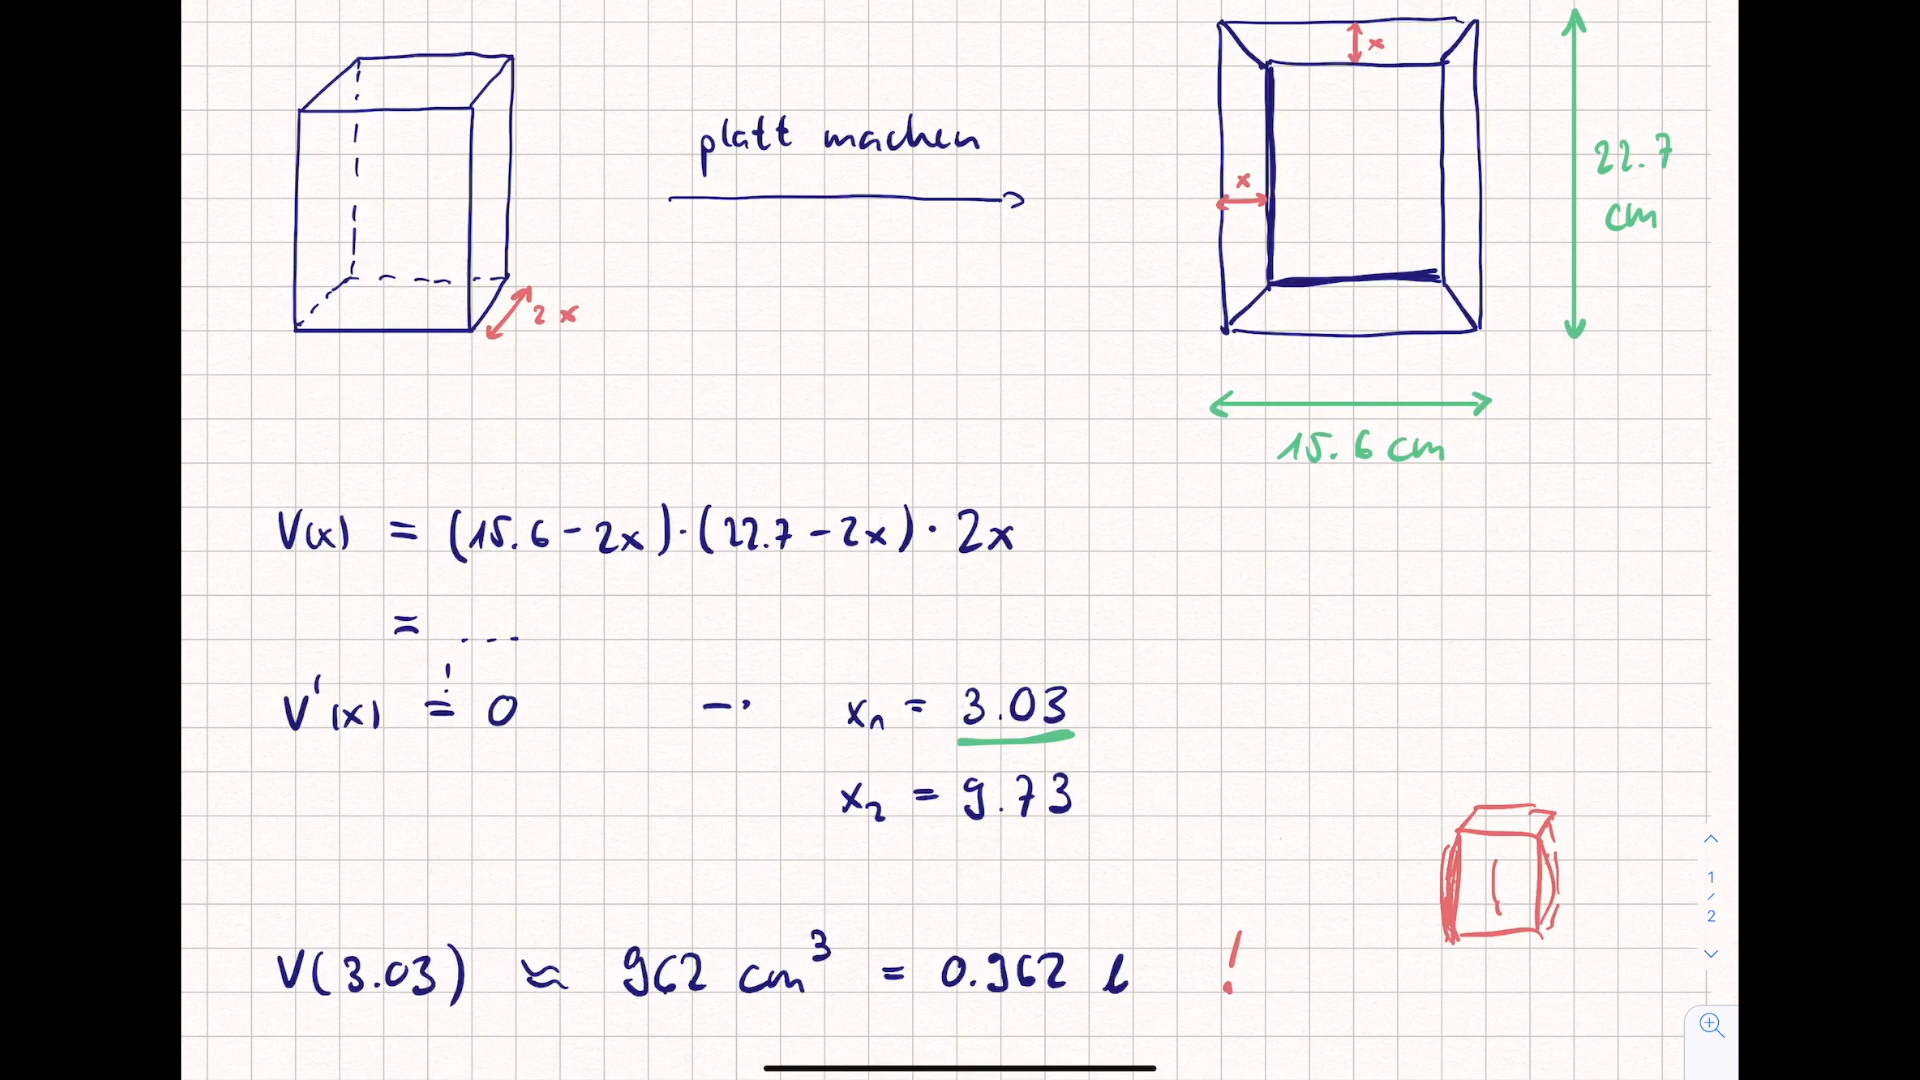 x
platt machen
22.7
cm
x
2x
15.6 cm
V(x) = (15.6 - 2x) · (22.7 - 2x) · 2x
= ...
V'(x) =! 0 → x₁ = 3.03
x₂ = 9.73
1
/
2
V(3.03) ≈ 962 cm³ = 0.962 l !